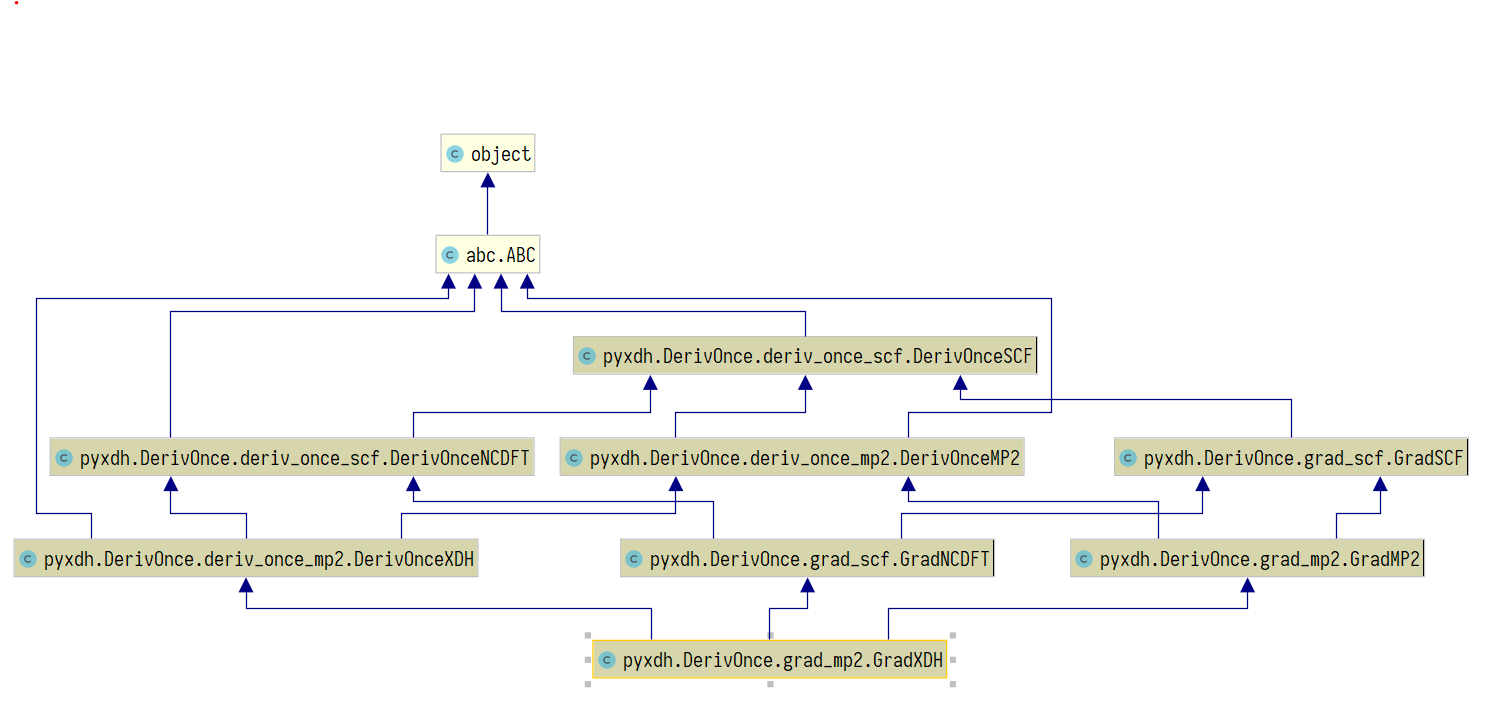 C object
C abc.ABC
C pyxdh.DerivOnce.deriv_once_scf.DerivOnceSCF
C pyxdh.DerivOnce.deriv_once_scf.DerivOnceNCDFT
C pyxdh.DerivOnce.deriv_once_mp2.DerivOnceMP2
C pyxdh.DerivOnce.grad_scf.GradSCF
C pyxdh.DerivOnce.deriv_once_mp2.DerivOnceXDH
C pyxdh.DerivOnce.grad_scf.GradNCDFT
C pyxdh.DerivOnce.grad_mp2.GradMP2
C pyxdh.DerivOnce.grad_mp2.GradXDH